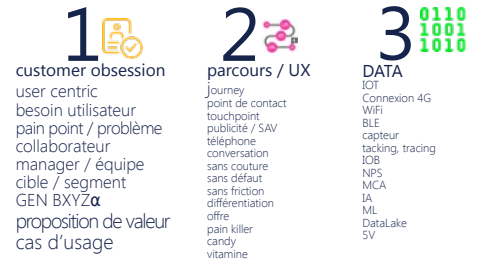 1
customer obsession
user centric
besoin utilisateur
pain point / problème
collaborateur
manager / équipe
cible / segment
GEN BXYZα
proposition de valeur
cas d'usage
2
parcours / UX
journey
point de contact
touchpoint
publicité / SAV
téléphone
conversation
sans couture
sans défaut
sans friction
différentiation
offre
pain killer
candy
vitamine
3
0110
1001
1010
DATA
IOT
Connexion 4G
WiFi
BLE
capteur
tacking, tracing
IOB
NPS
MCA
IA
ML
DataLake
5V